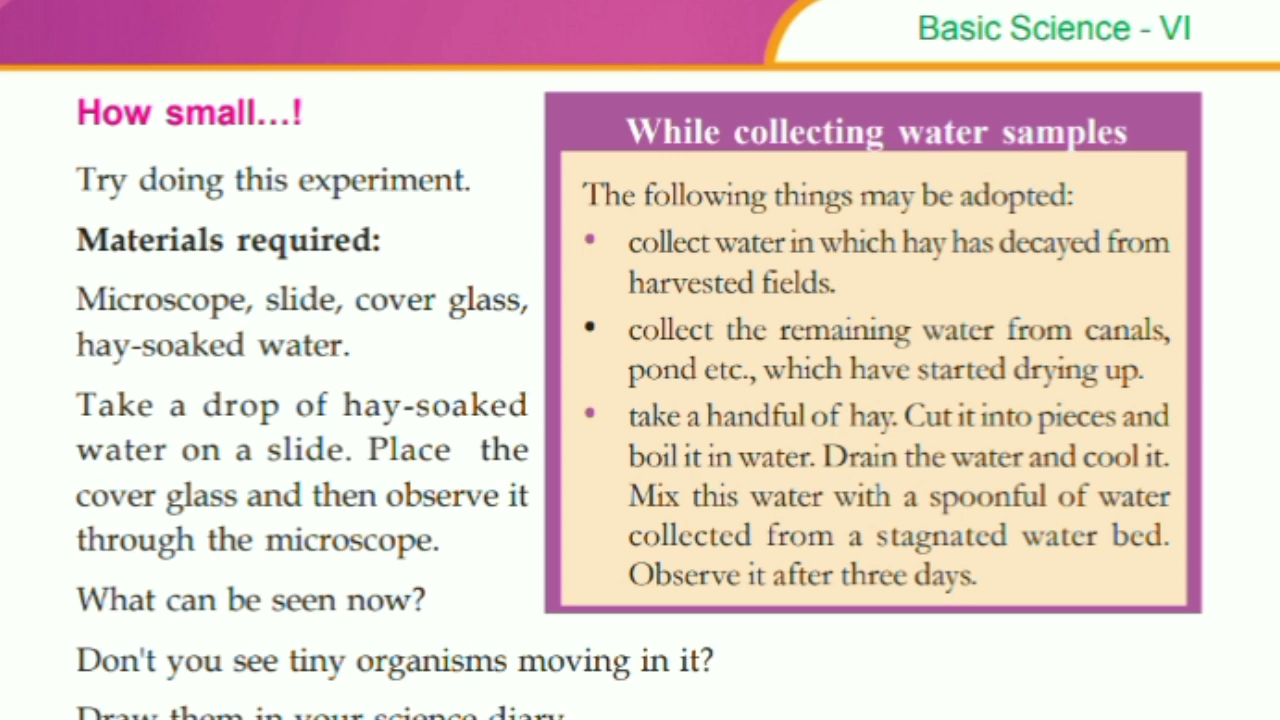 Basic Science - VI
How small...!
Try doing this experiment.
Materials required:
Microscope, slide, cover glass,
hay-soaked water.
Take a drop of hay-soaked
water on a slide. Place the
cover glass and then observe it
through the microscope.
What can be seen now?
While collecting water samples
The following things may be adopted:
• collect water in which hay has decayed from
harvested fields.
• collect the remaining water from canals,
pond etc., which have started drying up.
• take a handful of hay. Cut it into pieces and
boil it in water. Drain the water and cool it.
Mix this water with a spoonful of water
collected from a stagnated water bed.
Observe it after three days.
Don't you see tiny organisms moving in it?
Draw them in your science diary